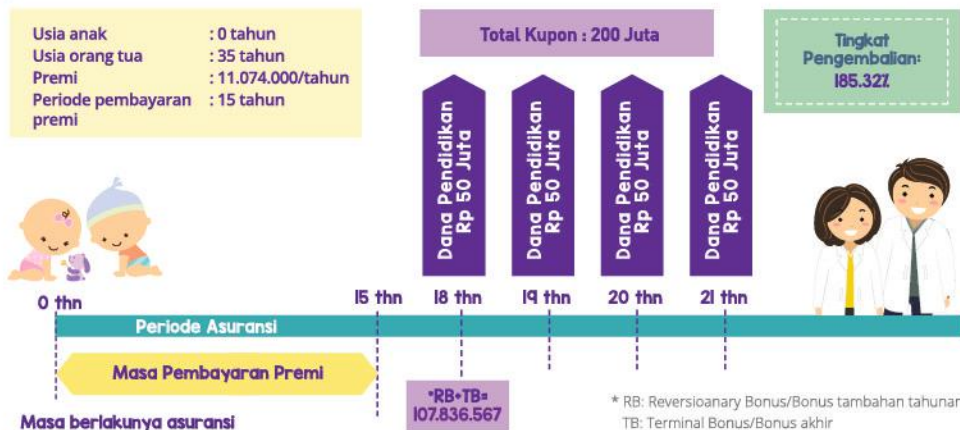 Usia anak : 0 tahun
Usia orang tua : 35 tahun
Premi : 11.074.000/tahun
Periode pembayaran : 15 tahun
premi
Total Kupon : 200 Juta
Tingkat
Pengembalian:
185.32%
Dana Pendidikan
Rp 50 Juta
Dana Pendidikan
Rp 50 Juta
Dana Pendidikan
Rp 50 Juta
Dana Pendidikan
Rp 50 Juta
0 thn
15 thn
18 thn
19 thn
20 thn
21 thn
Periode Asuransi
Masa Pembayaran Premi
*RB+TB=
107.836.567
Masa berlakunya asuransi
* RB: Reversioanary Bonus/Bonus tambahan tahunan
TB: Terminal Bonus/Bonus akhir